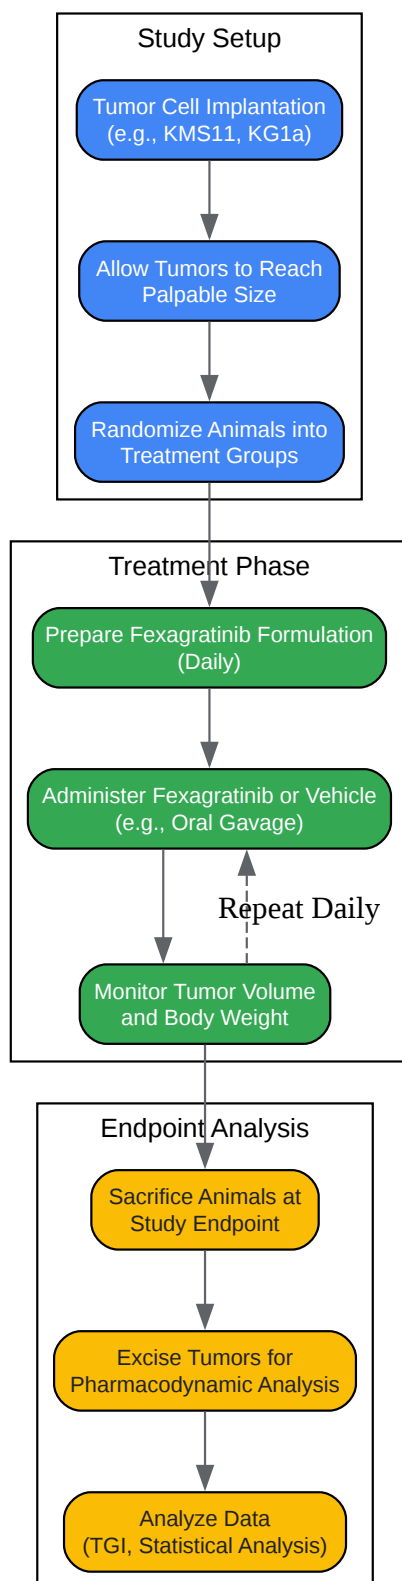 Study Setup
Tumor Cell Implantation
(e.g., KMS11, KG1a)
Allow Tumors to Reach
Palpable Size
Randomize Animals into
Treatment Groups
Treatment Phase
Prepare Fexagratinib Formulation
(Daily)
Administer Fexagratinib or Vehicle
(e.g., Oral Gavage)
Repeat Daily
Monitor Tumor Volume
and Body Weight
Endpoint Analysis
Sacrifice Animals at
Study Endpoint
Excise Tumors for
Pharmacodynamic Analysis
Analyze Data
(TGI, Statistical Analysis)